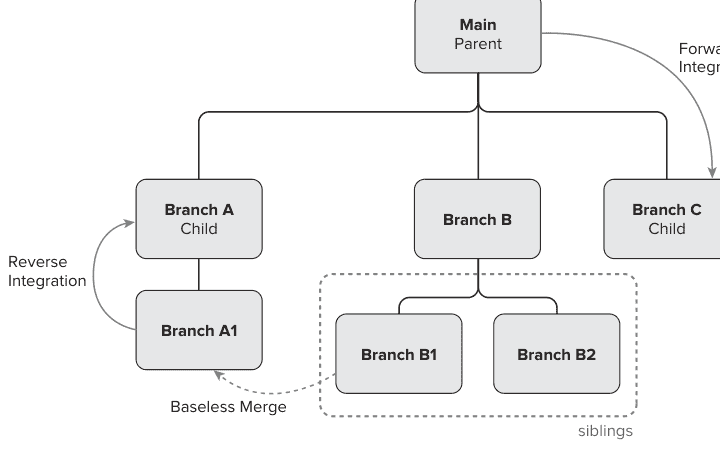 Main
Parent
Branch A
Child
Branch B
Branch C
Child
Reverse
Integration
Branch A1
Branch B1
Branch B2
Baseless Merge
siblings